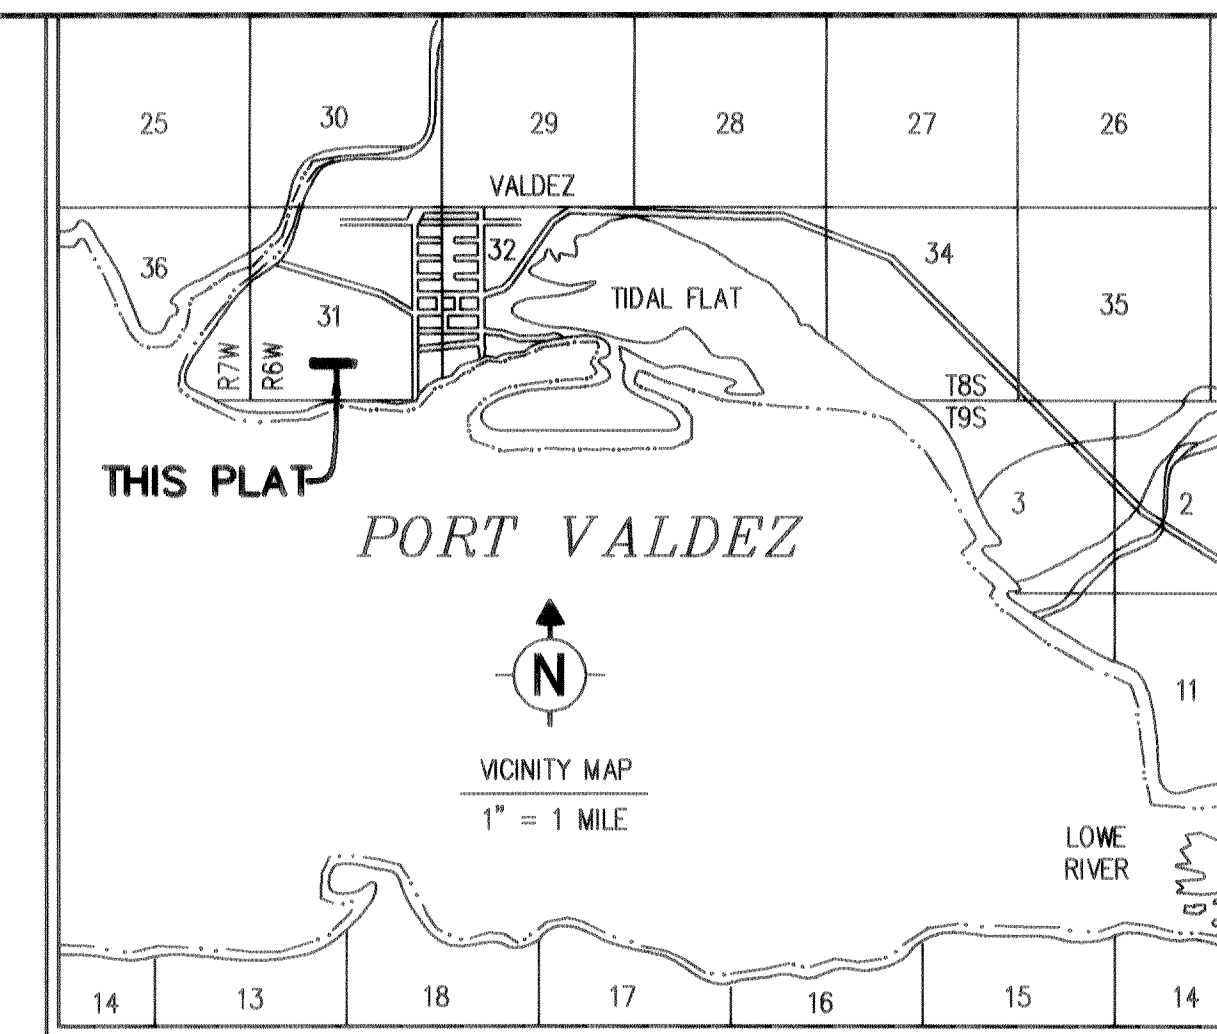 25
30
29
28
27
26
VALDEZ
36
31
32
34
35
TIDAL FLAT
R7W
R6W
T8S
T9S
THIS PLAT
3
2
PORT VALDEZ
N
11
VICINITY MAP
1" = 1 MILE
LOWE
RIVER
14
13
18
17
16
15
14